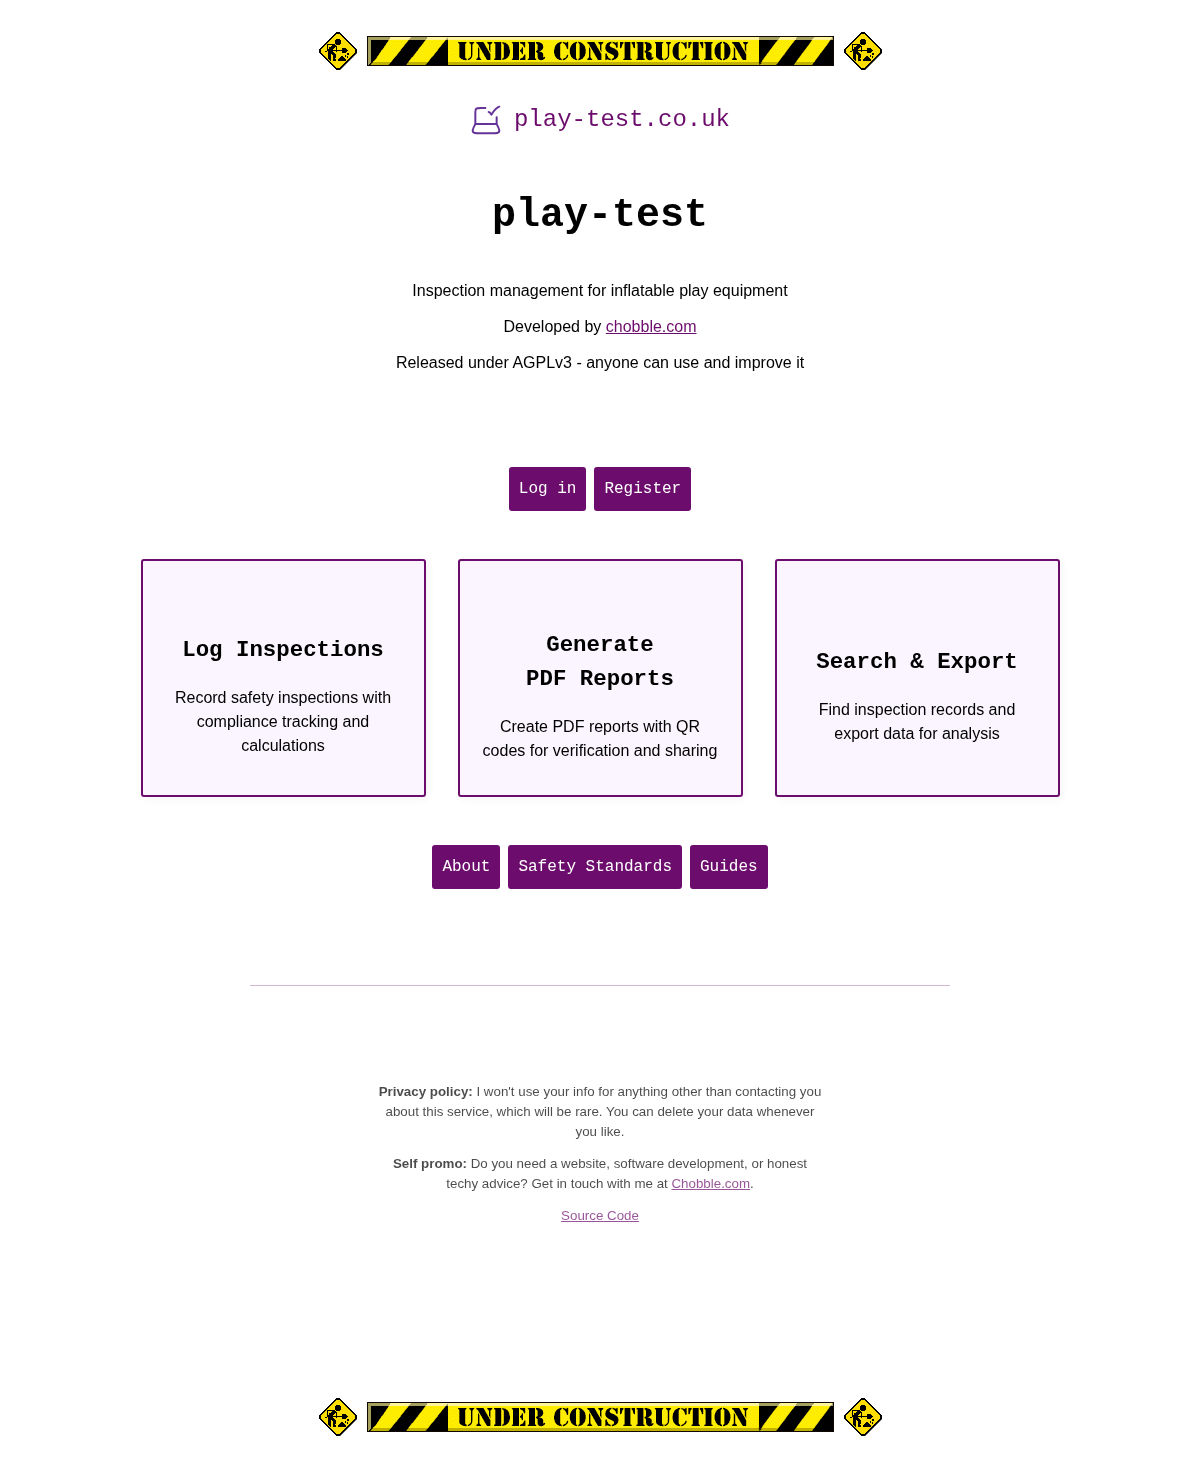 UNDER CONSTRUCTION
play-test.co.uk
play-test
Inspection management for inflatable play equipment
Developed by chobble.com
Released under AGPLv3 - anyone can use and improve it
Log in
Register
Log Inspections
Record safety inspections with
compliance tracking and
calculations
Generate
PDF Reports
Create PDF reports with QR
codes for verification and sharing
Search & Export
Find inspection records and
export data for analysis
About
Safety Standards
Guides
Privacy policy: I won't use your info for anything other than contacting you
about this service, which will be rare. You can delete your data whenever
you like.
Self promo: Do you need a website, software development, or honest
techy advice? Get in touch with me at Chobble.com.
Source Code
UNDER CONSTRUCTION